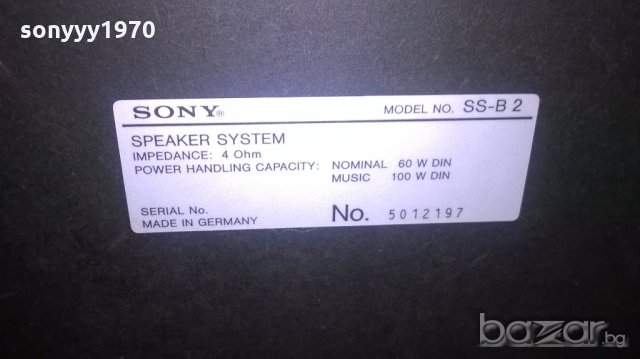 sonyyy1970
SONY® MODEL NO. SS-B 2
SPEAKER SYSTEM
IMPEDANCE: 4 Ohm
POWER HANDLING CAPACITY: NOMINAL 60 W DIN
MUSIC 100 W DIN
SERIAL No.
MADE IN GERMANY No. 5012197
bazar.bg